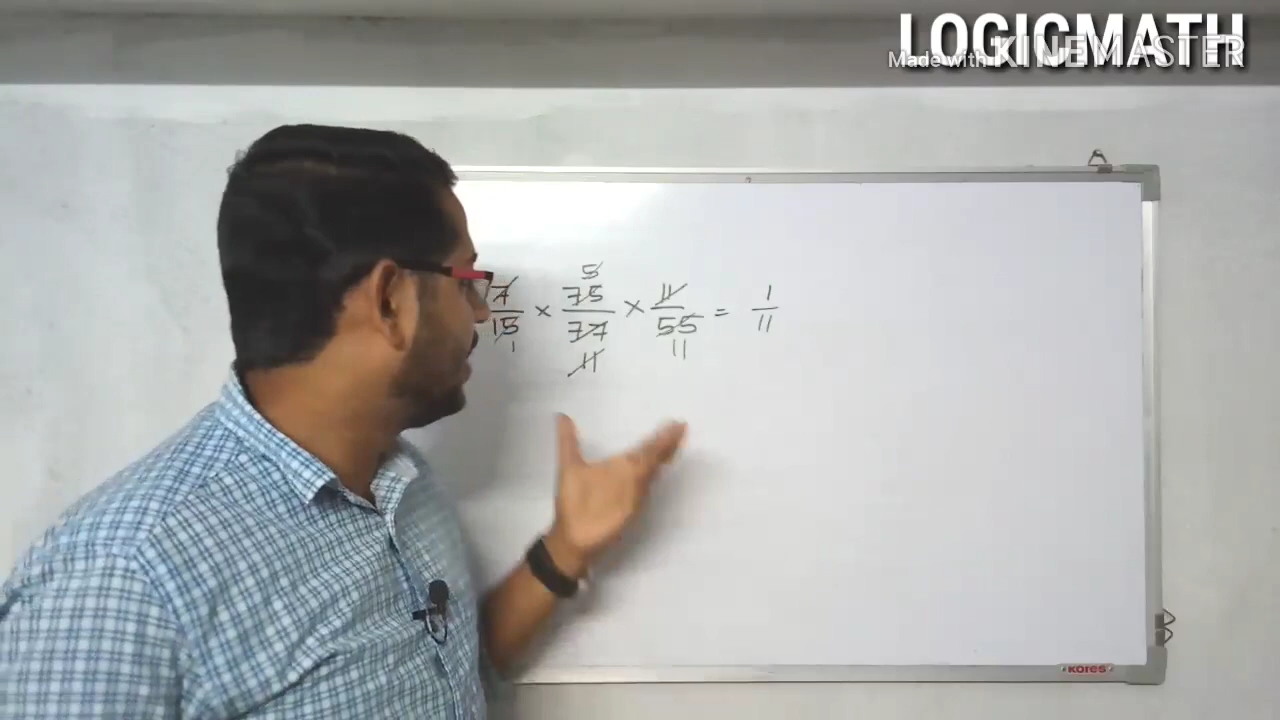 LOGICMATH
Made with KINEMASTER
5
7/15 × 75/77 × 11/55 = 1/11
1 11 11
KORES